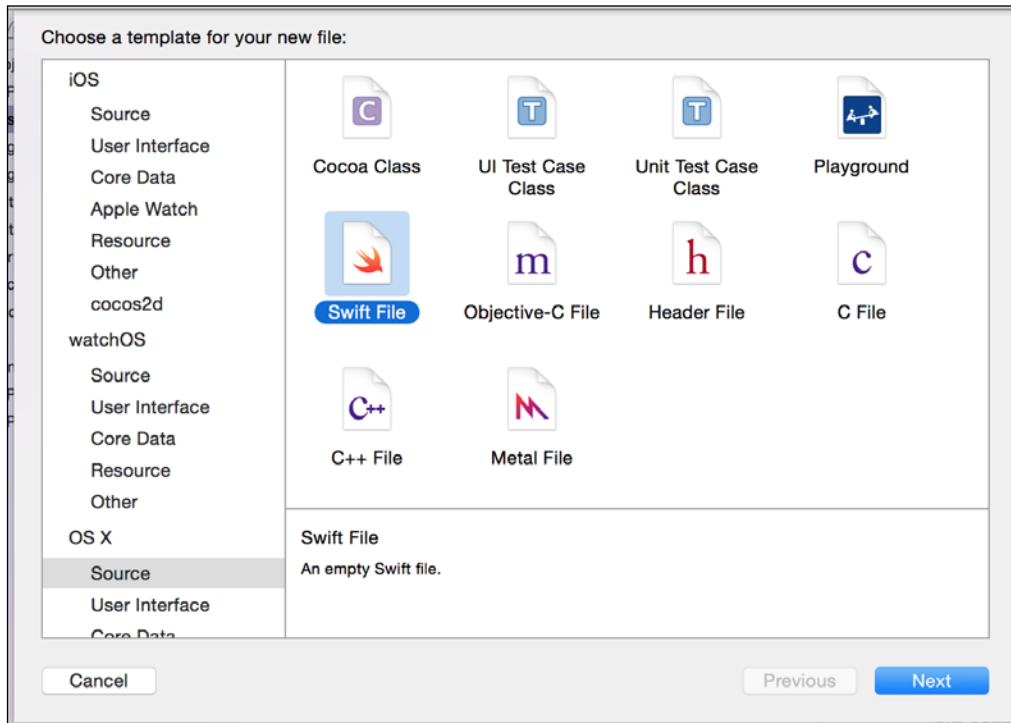 Choose a template for your new file:
iOS
Source
User Interface
Core Data
Apple Watch
Resource
Other
cocos2d
watchOS
Source
User Interface
Core Data
Resource
Other
OS X
Source
User Interface
Core Data
C
Cocoa Class
T
UI Test Case
Class
T
Unit Test Case
Class
Playground
Swift File
m
Objective-C File
h
Header File
c
C File
C++
C++ File
Metal File
Swift File
An empty Swift file.
Cancel
Previous
Next